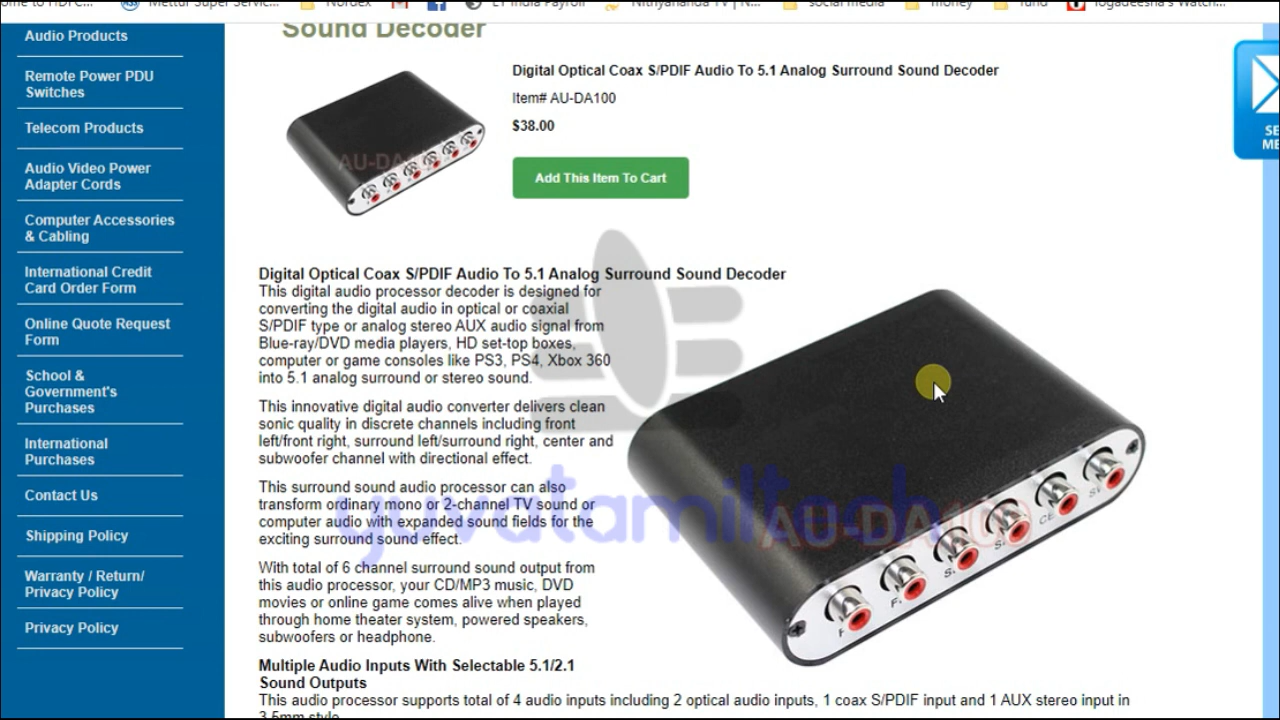 Nordex
Nithyananda TV | N...
social media
money
fund
Sound Decoder
Audio Products
Remote Power PDU
Switches
Telecom Products
Audio Video Power
Adapter Cords
Computer Accessories
& Cabling
International Credit
Card Order Form
Online Quote Request
Form
School &
Government's
Purchases
International
Purchases
Contact Us
Shipping Policy
Warranty / Return/
Privacy Policy
Privacy Policy
Digital Optical Coax S/PDIF Audio To 5.1 Analog Surround Sound Decoder
Item# AU-DA100
$38.00
Add This Item To Cart
Digital Optical Coax S/PDIF Audio To 5.1 Analog Surround Sound Decoder
This digital audio processor decoder is designed for
converting the digital audio in optical or coaxial
S/PDIF type or analog stereo AUX audio signal from
Blue-ray/DVD media players, HD set-top boxes,
computer or game consoles like PS3, PS4, Xbox 360
into 5.1 analog surround or stereo sound.
This innovative digital audio converter delivers clean
sonic quality in discrete channels including front
left/front right, surround left/surround right, center and
subwoofer channel with directional effect.
This surround sound audio processor can also
transform ordinary mono or 2-channel TV sound or
computer audio with expanded sound fields for the
exciting surround sound effect.
With total of 6 channel surround sound output from
this audio processor, your CD/MP3 music, DVD
movies or online game comes alive when played
through home theater system, powered speakers,
subwoofers or headphone.
Multiple Audio Inputs With Selectable 5.1/2.1
Sound Outputs
This audio processor supports total of 4 audio inputs including 2 optical audio inputs, 1 coax S/PDIF input and 1 AUX stereo input in
3.5mm style
yuvatamiltech
AU-DA100